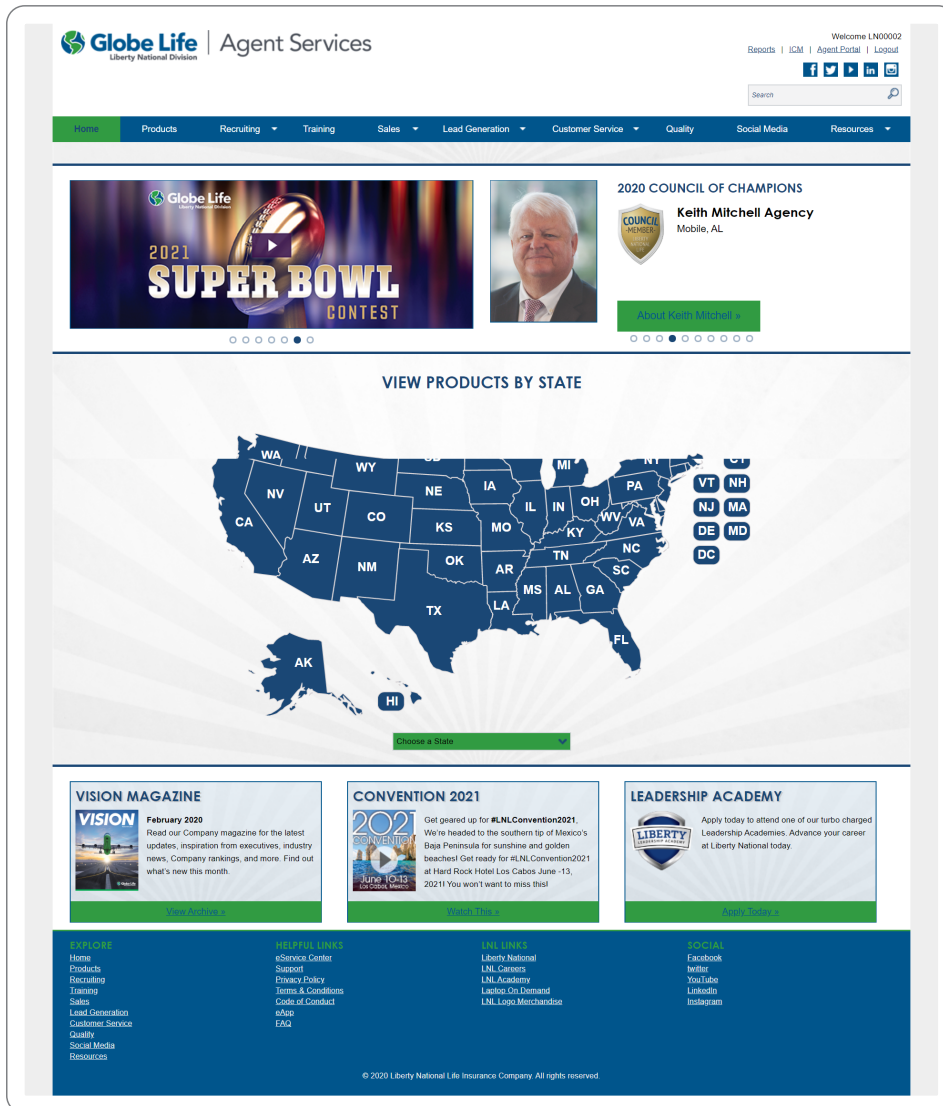 Globe Life | Agent Services
Liberty National Division
Welcome LN00002
Reports | ICM | Agent Portal | Logout
Search
Home Products Recruiting Training Sales Lead Generation Customer Service Quality Social Media Resources
Globe Life
Liberty National Division
2021
SUPER BOWL
CONTEST
2020 COUNCIL OF CHAMPIONS
COUNCIL
-MEMBER-
Keith Mitchell Agency
Mobile, AL
About Keith Mitchell »
VIEW PRODUCTS BY STATE
WA
WY
MI
NY
CT
NV
UT
CO
NE
IA
IL
IN
OH
PA
VT
NH
CA
KS
MO
KY
WV
VA
NJ
MA
AZ
NM
OK
AR
TN
NC
DE
MD
TX
LA
MS
AL
GA
SC
DC
FL
AK
HI
Choose a State
VISION MAGAZINE
VISION
February 2020
Read our Company magazine for the latest
updates, inspiration from executives, industry
news, Company rankings, and more. Find out
what's new this month.
View Archive »
CONVENTION 2021
2021
CONVENTION
June 10-13
Los Cabos, Mexico
Get geared up for #LNLConvention2021,
We're headed to the southern tip of Mexico's
Baja Peninsula for sunshine and golden
beaches! Get ready for #LNLConvention2021
at Hard Rock Hotel Los Cabos June -13,
2021! You won't want to miss this!
Watch This »
LEADERSHIP ACADEMY
LIBERTY
LEADERSHIP ACADEMY
Apply today to attend one of our turbo charged
Leadership Academies. Advance your career
at Liberty National today.
Apply Today »
EXPLORE
Home
Products
Recruiting
Training
Sales
Lead Generation
Customer Service
Quality
Social Media
Resources
HELPFUL LINKS
eService Center
Support
Privacy Policy
Terms & Conditions
Code of Conduct
eApp
FAQ
LNL LINKS
Liberty National
LNL Careers
LNL Academy
Laptop On Demand
LNL Logo Merchandise
SOCIAL
Facebook
twitter
YouTube
LinkedIn
Instagram
© 2020 Liberty National Life Insurance Company. All rights reserved.